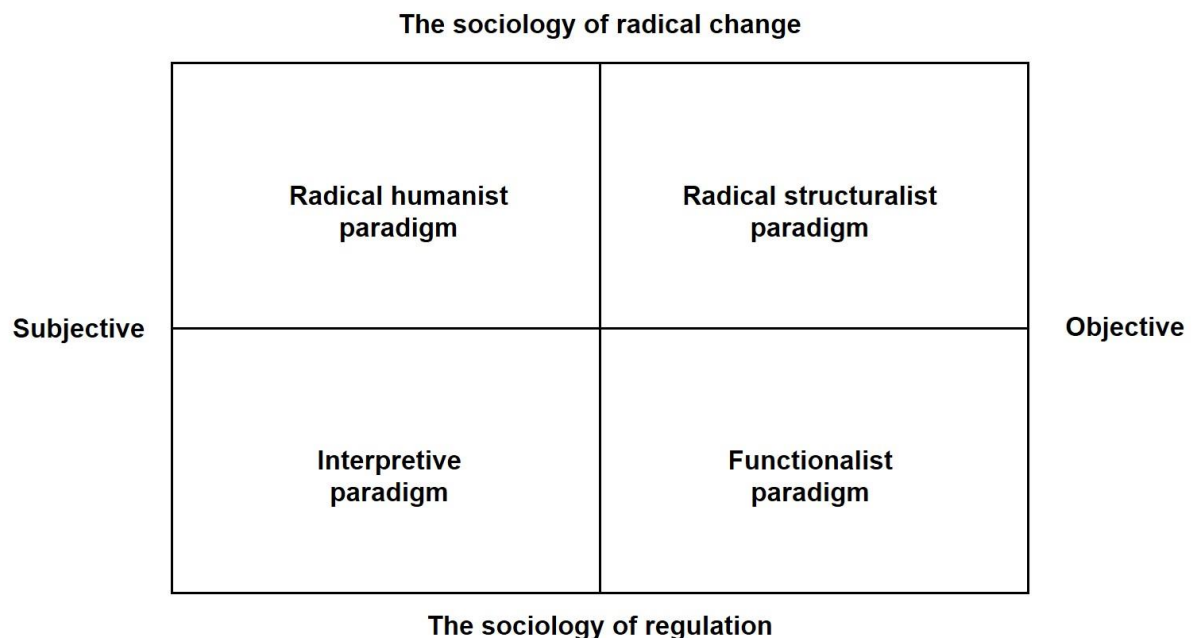 The sociology of radical change
Radical humanist
paradigm
Radical structuralist
paradigm
Subjective
Objective
Interpretive
paradigm
Functionalist
paradigm
The sociology of regulation